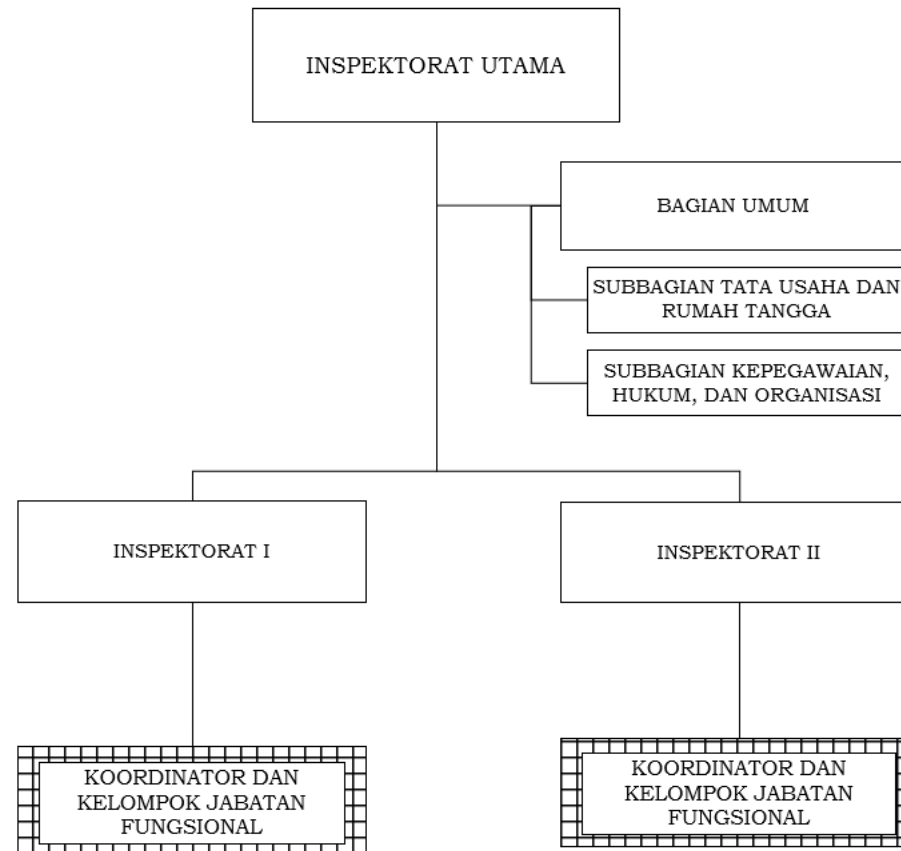 INSPEKTORAT UTAMA
BAGIAN UMUM
SUBBAGIAN TATA USAHA DAN
RUMAH TANGGA
SUBBAGIAN KEPEGAWAIAN,
HUKUM, DAN ORGANISASI
INSPEKTORAT I
INSPEKTORAT II
KOORDINATOR DAN
KELOMPOK JABATAN
FUNGSIONAL
KOORDINATOR DAN
KELOMPOK JABATAN
FUNGSIONAL